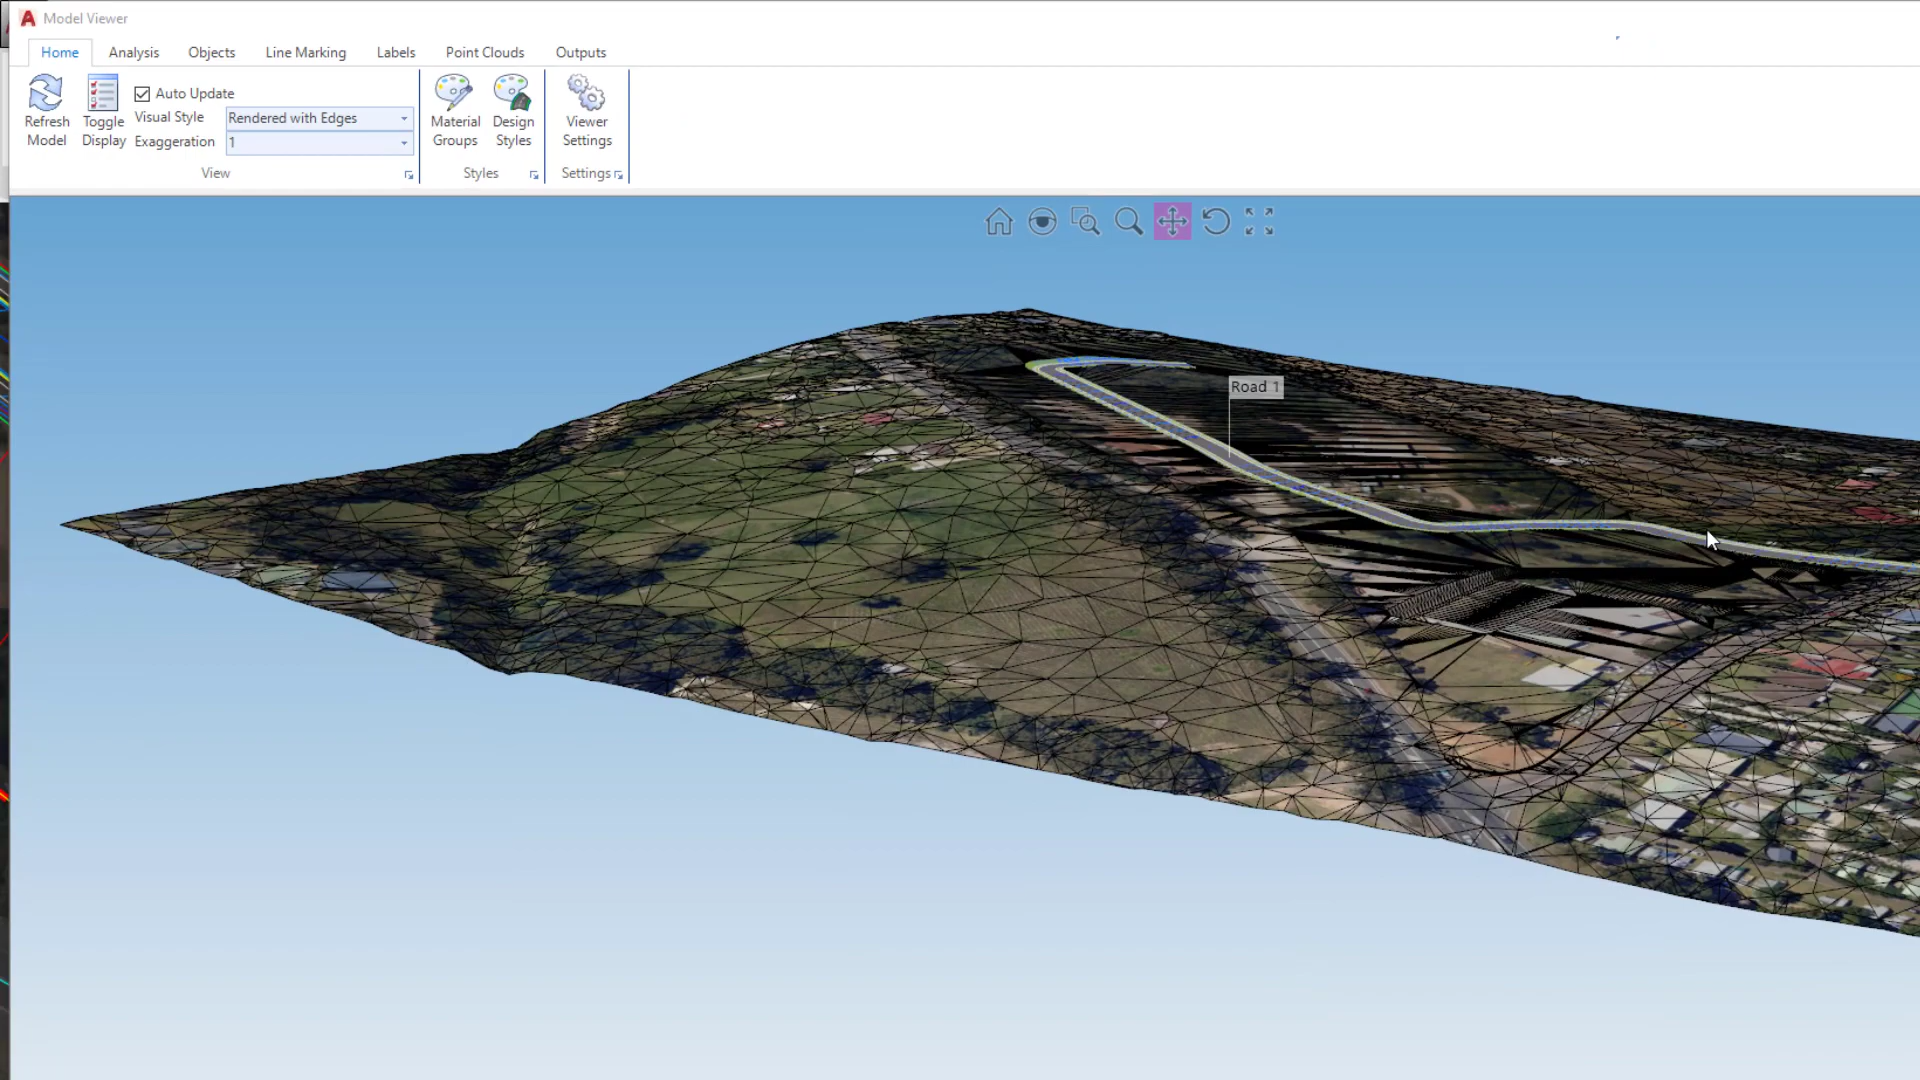 Model Viewer
Home Analysis Objects Line Marking Labels Point Clouds Outputs
Refresh Model
Toggle Display
Auto Update
Visual Style Rendered with Edges
Exaggeration 1
View
Material Groups
Design Styles
Styles
Viewer Settings
Settings
Road 1